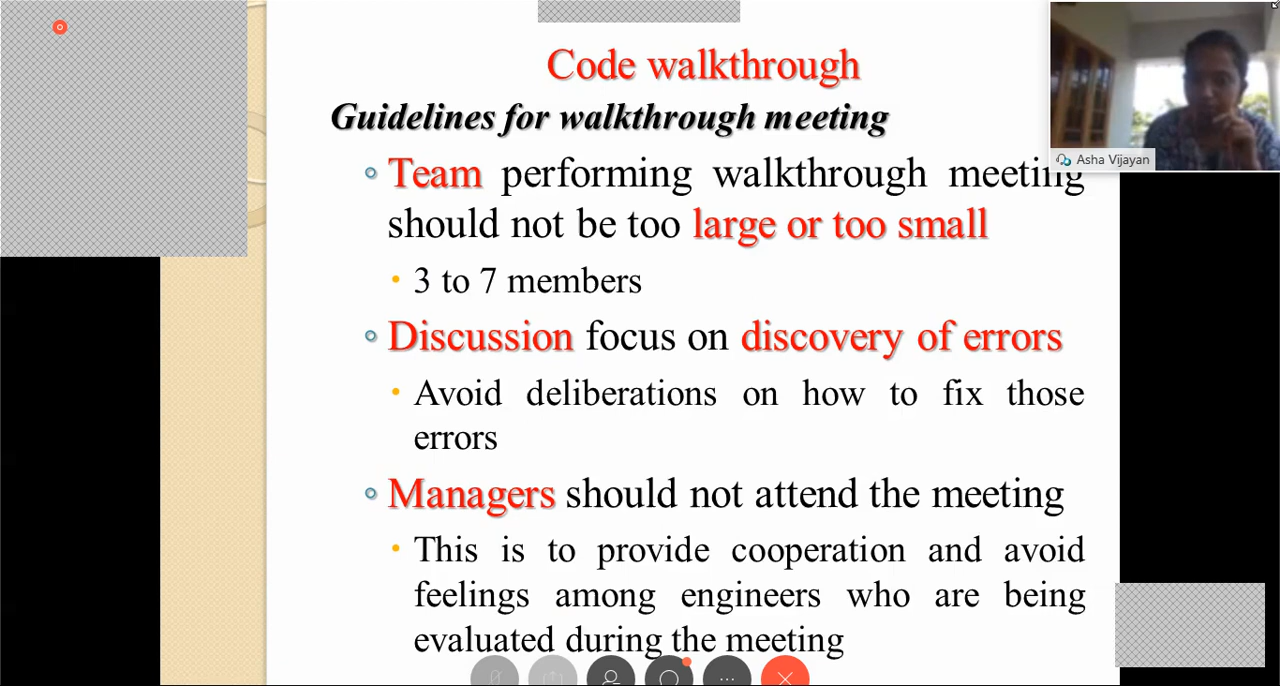 Code walkthrough
Guidelines for walkthrough meeting
Team performing walkthrough meeting
should not be too large or too small
3 to 7 members
Discussion focus on discovery of errors
Avoid deliberations on how to fix those
errors
Managers should not attend the meeting
This is to provide cooperation and avoid
feelings among engineers who are being
evaluated during the meeting
Asha Vijayan